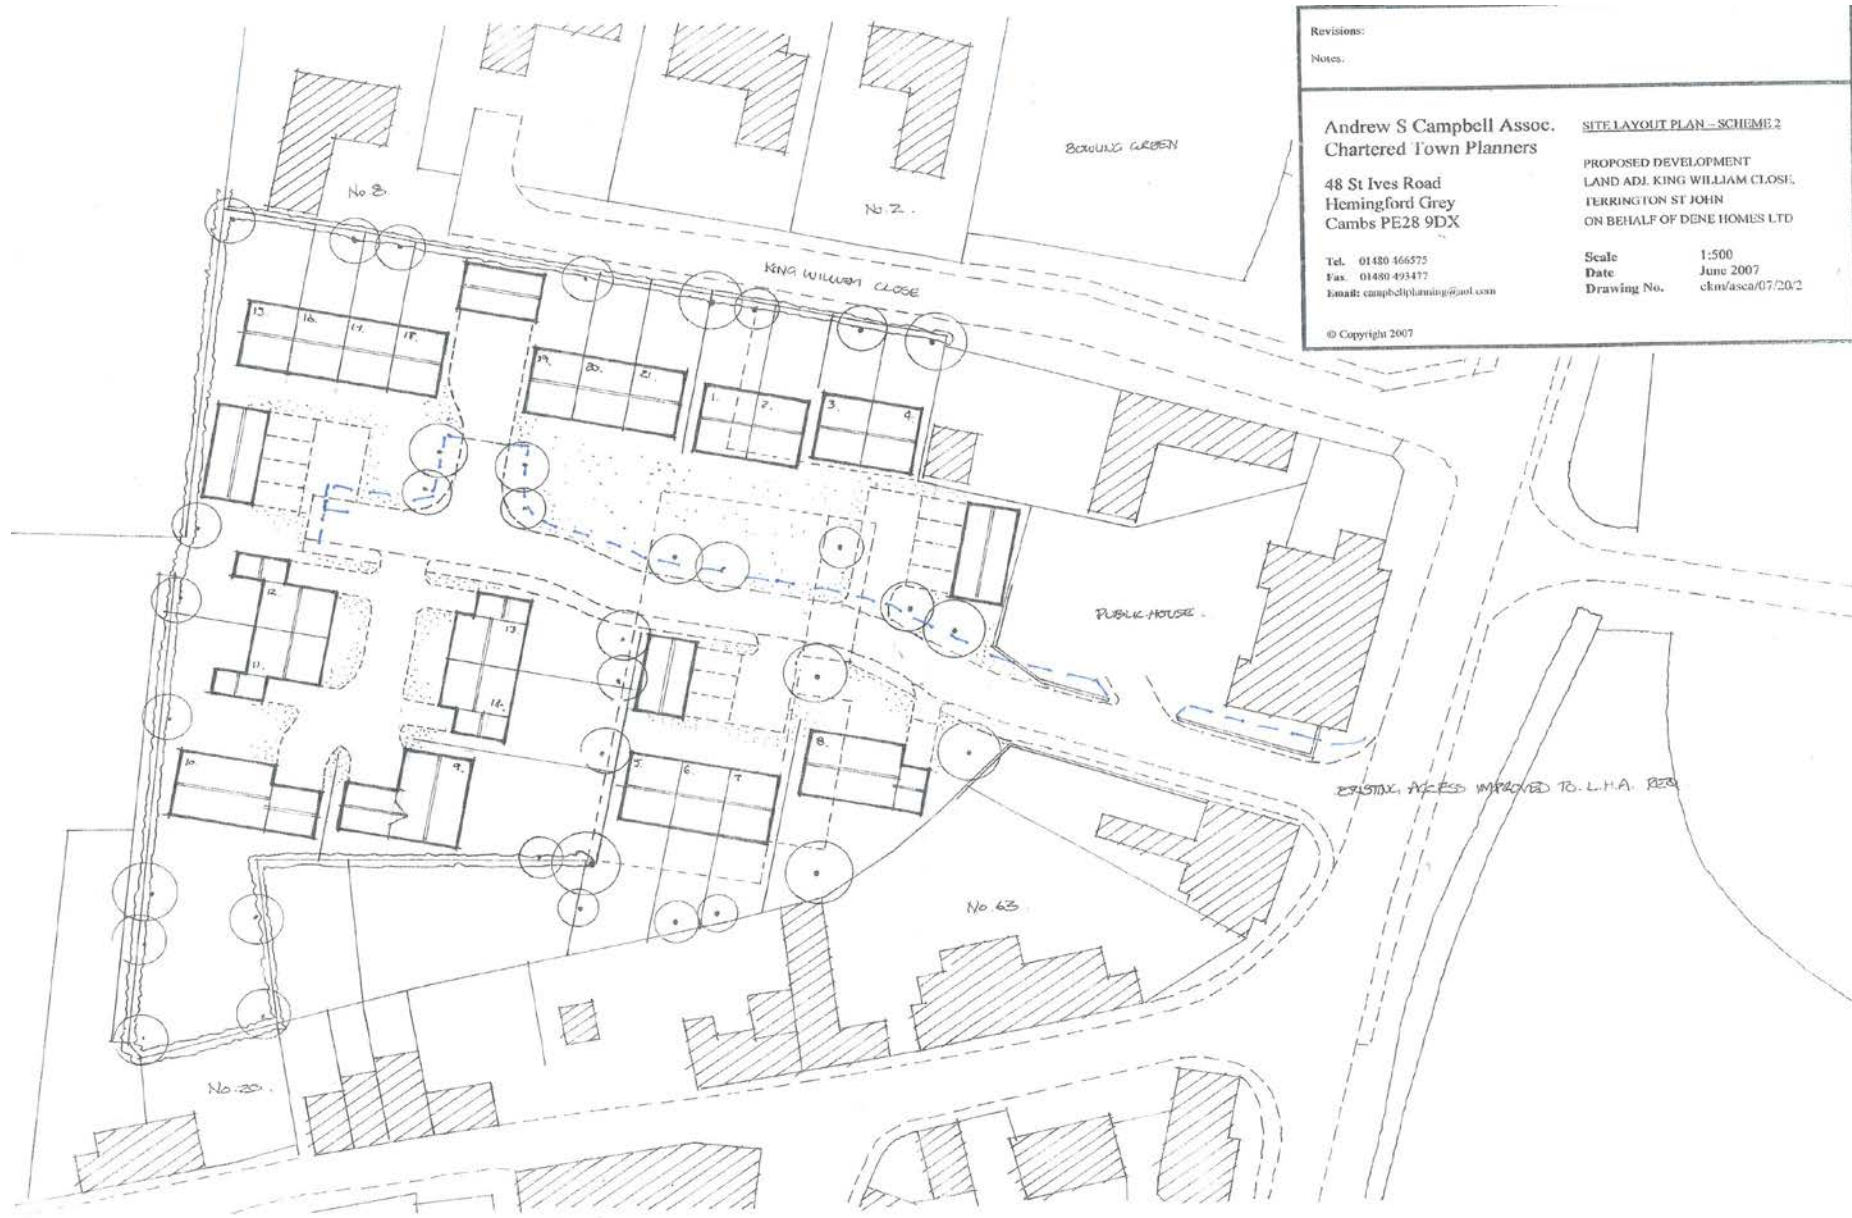 Revisions:
Notes.
Andrew S Campbell Assoc.
Chartered Town Planners
48 St Ives Road
Hemingford Grey
Cambs PE28 9DX
Tel. 01480 466575
Fax. 01480 493477
Email: campbellplanning@aol.com
© Copyright 2007
SITE LAYOUT PLAN – SCHEME 2
PROPOSED DEVELOPMENT
LAND ADJ. KING WILLIAM CLOSE,
TERRINGTON ST JOHN
ON BEHALF OF DENE HOMES LTD
Scale 1:500
Date June 2007
Drawing No. ckm/asca/07/20/2
BOWLING GREEN
No. 8.
No. 2.
KING WILLIAM CLOSE
15. 16. 17. 18.
19. 20. 21.
1. 2.
3. 4.
12.
11.
13.
14.
PUBLIC HOUSE.
10.
9.
5. 6. 7.
8.
EXISTING ACCESS IMPROVED TO. L.H.A.
No. 63.
No. 20.